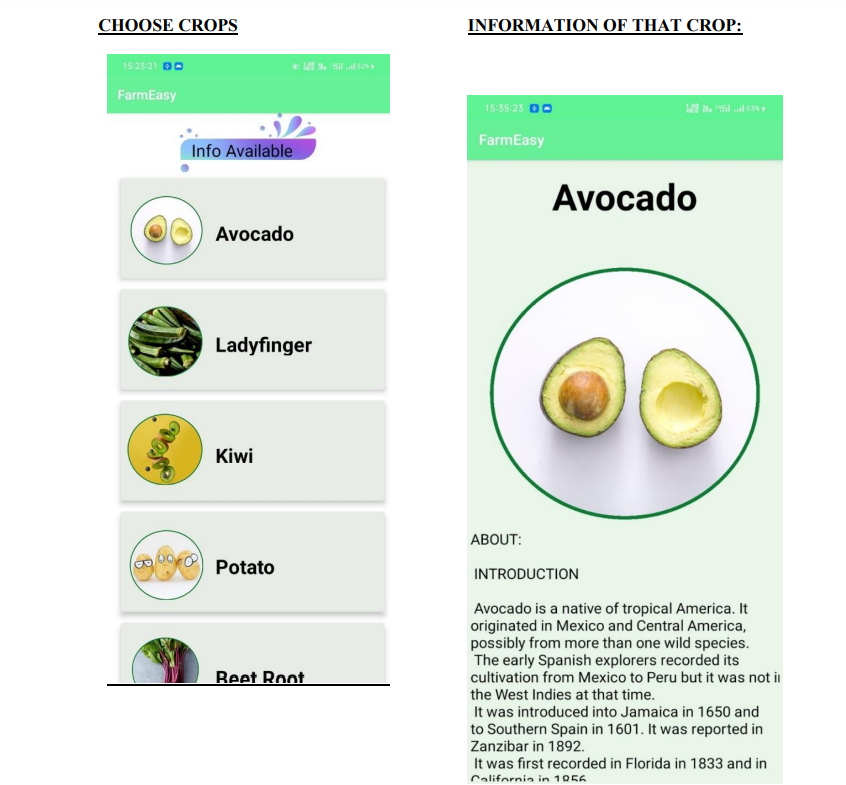 CHOOSE CROPS
15:23:21
FarmEasy
Info Available
Avocado
Ladyfinger
Kiwi
Potato
Beet Root
INFORMATION OF THAT CROP:
15:35:23
FarmEasy
Avocado
ABOUT:
INTRODUCTION
Avocado is a native of tropical America. It
originated in Mexico and Central America,
possibly from more than one wild species.
The early Spanish explorers recorded its
cultivation from Mexico to Peru but it was not in
the West Indies at that time.
It was introduced into Jamaica in 1650 and
to Southern Spain in 1601. It was reported in
Zanzibar in 1892.
It was first recorded in Florida in 1833 and in
California in 1856